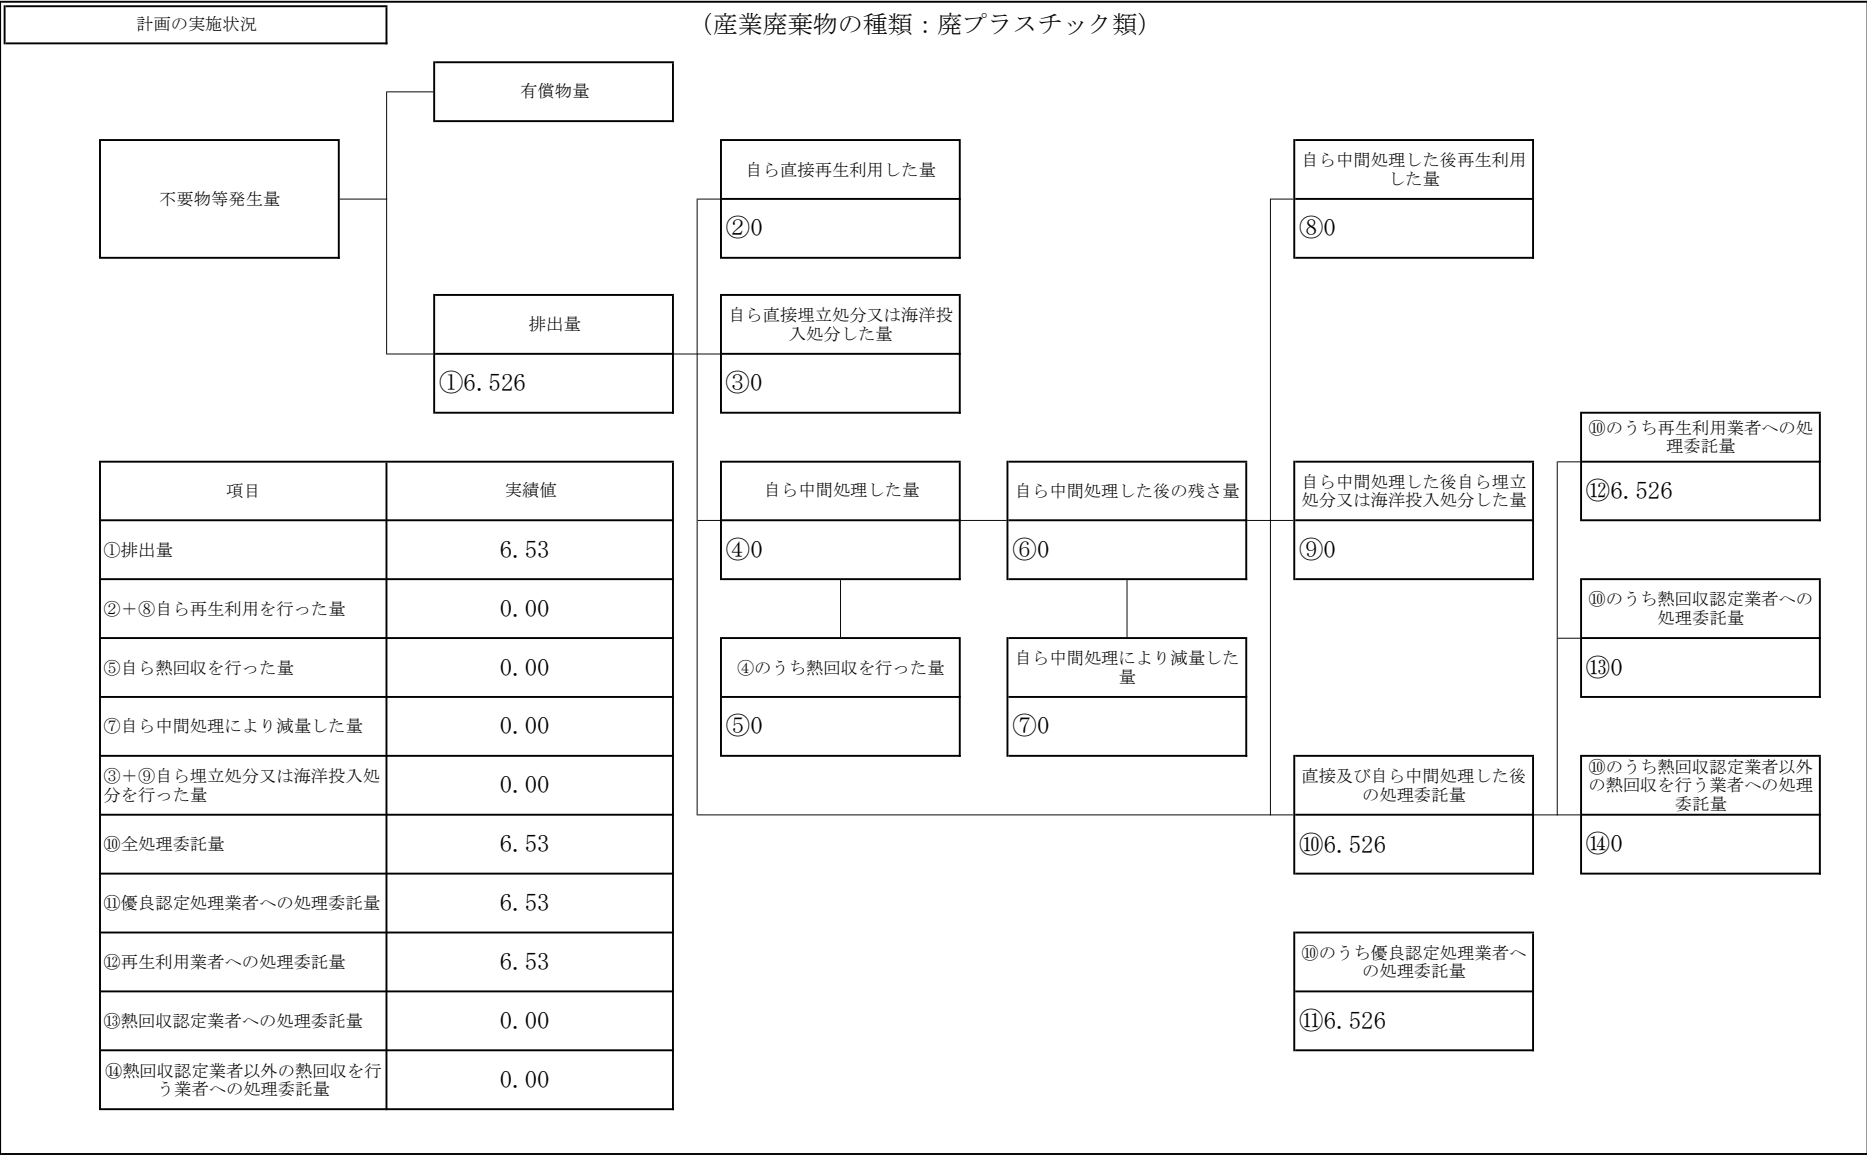 計画の実施状況
（産業廃棄物の種類：廃プラスチック類）
有償物量
不要物等発生量
自ら直接再生利用した量
②0
自ら中間処理した後再生利用
した量
⑧0
排出量
①6.526
自ら直接埋立処分又は海洋投
入処分した量
③0
⑩のうち再生利用業者への処
理委託量
⑫6.526
自ら中間処理した量
④0
自ら中間処理した後の残さ量
⑥0
自ら中間処理した後自ら埋立
処分又は海洋投入処分した量
⑨0
⑩のうち熱回収認定業者への
処理委託量
⑬0
④のうち熱回収を行った量
⑤0
自ら中間処理により減量した
量
⑦0
直接及び自ら中間処理した後
の処理委託量
⑩6.526
⑩のうち熱回収認定業者以外
の熱回収を行う業者への処理
委託量
⑭0
⑩のうち優良認定処理業者へ
の処理委託量
⑪6.526
項目 実績値
①排出量 6.53
②＋⑧自ら再生利用を行った量 0.00
⑤自ら熱回収を行った量 0.00
⑦自ら中間処理により減量した量 0.00
③＋⑨自ら埋立処分又は海洋投入処
分を行った量 0.00
⑩全処理委託量 6.53
⑪優良認定処理業者への処理委託量 6.53
⑫再生利用業者への処理委託量 6.53
⑬熱回収認定業者への処理委託量 0.00
⑭熱回収認定業者以外の熱回収を行
う業者への処理委託量 0.00